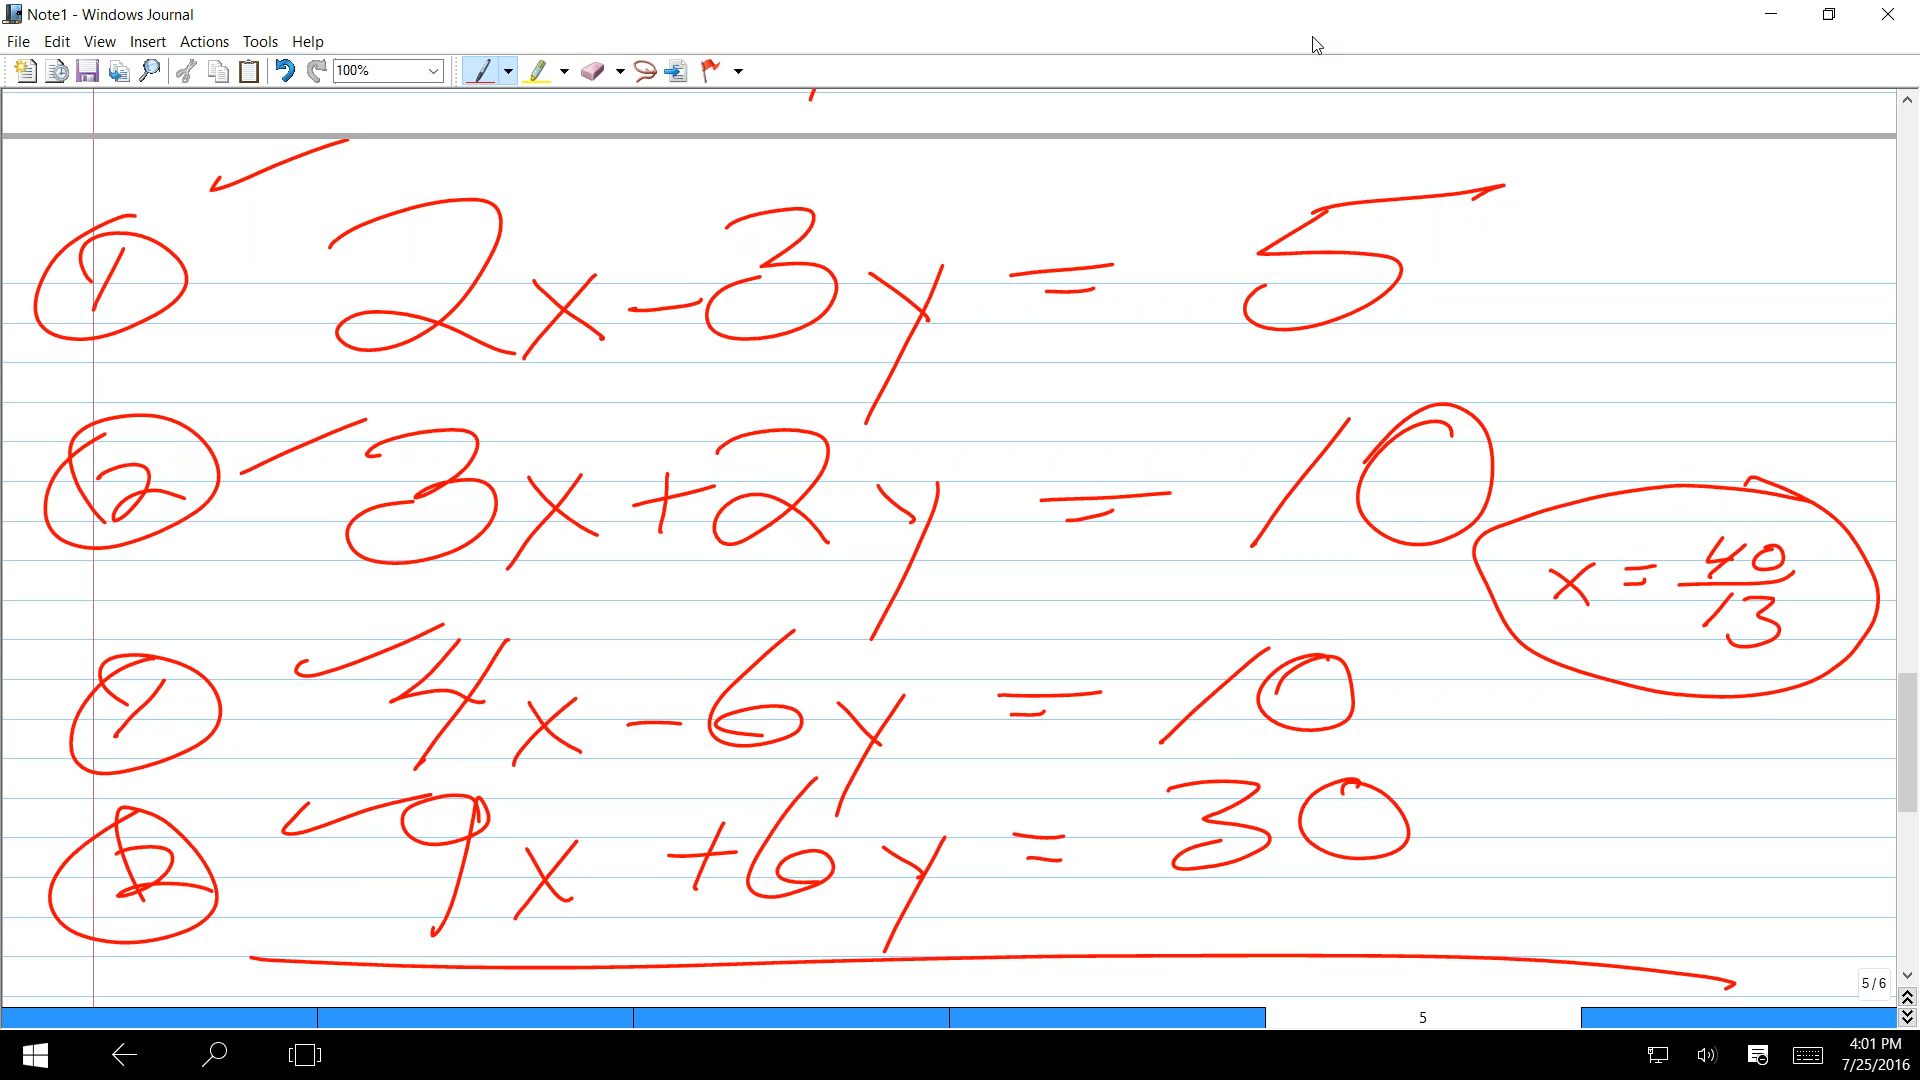 Note1 - Windows Journal
File Edit View Insert Actions Tools Help
100%
① 2x - 3y = 5
② 3x + 2y = 10
x = 40/13
① 4x - 6y = 10
② 9x + 6y = 30
5 / 6
5
4:01 PM
7/25/2016